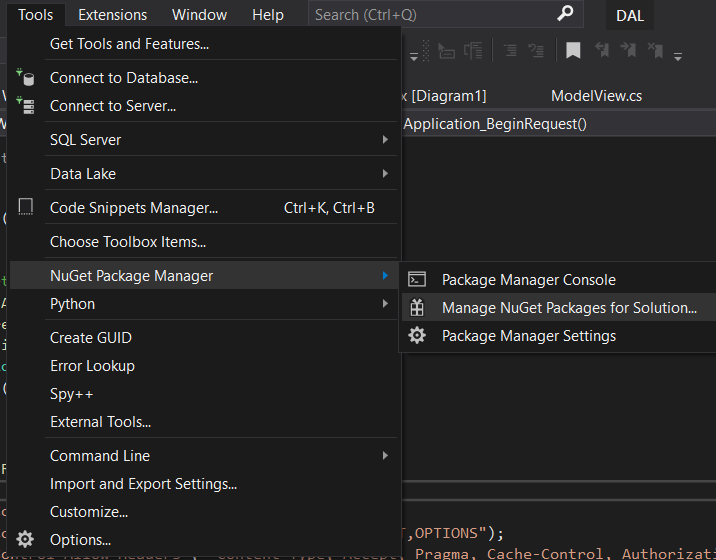 Tools Extensions Window Help Search (Ctrl+Q) DAL
Get Tools and Features...
Connect to Database...
x [Diagram1] ModelView.cs
Connect to Server...
Application_BeginRequest()
SQL Server
Data Lake
Code Snippets Manager... Ctrl+K, Ctrl+B
Choose Toolbox Items...
NuGet Package Manager
Package Manager Console
Python
Manage NuGet Packages for Solution...
Create GUID
Package Manager Settings
Error Lookup
Spy++
External Tools...
Command Line
Import and Export Settings...
Customize...
,OPTIONS");
Options...
Pragma, Cache-Control, Authorizat